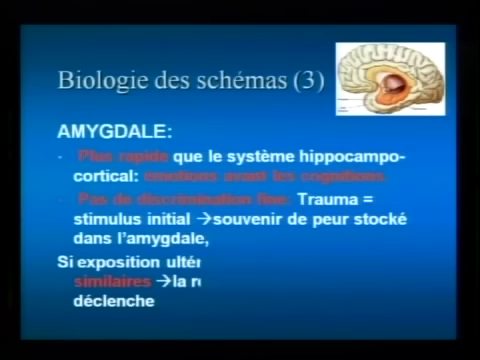 Biologie des schémas (3)
AMYGDALE:
· Plus rapide que le système hippocampo-
cortical: émotions avant les cognitions.
· Pas de discrimination fine: Trauma =
stimulus initial →souvenir de peur stocké
dans l'amygdale,
Si exposition
similaires →la
déclenche